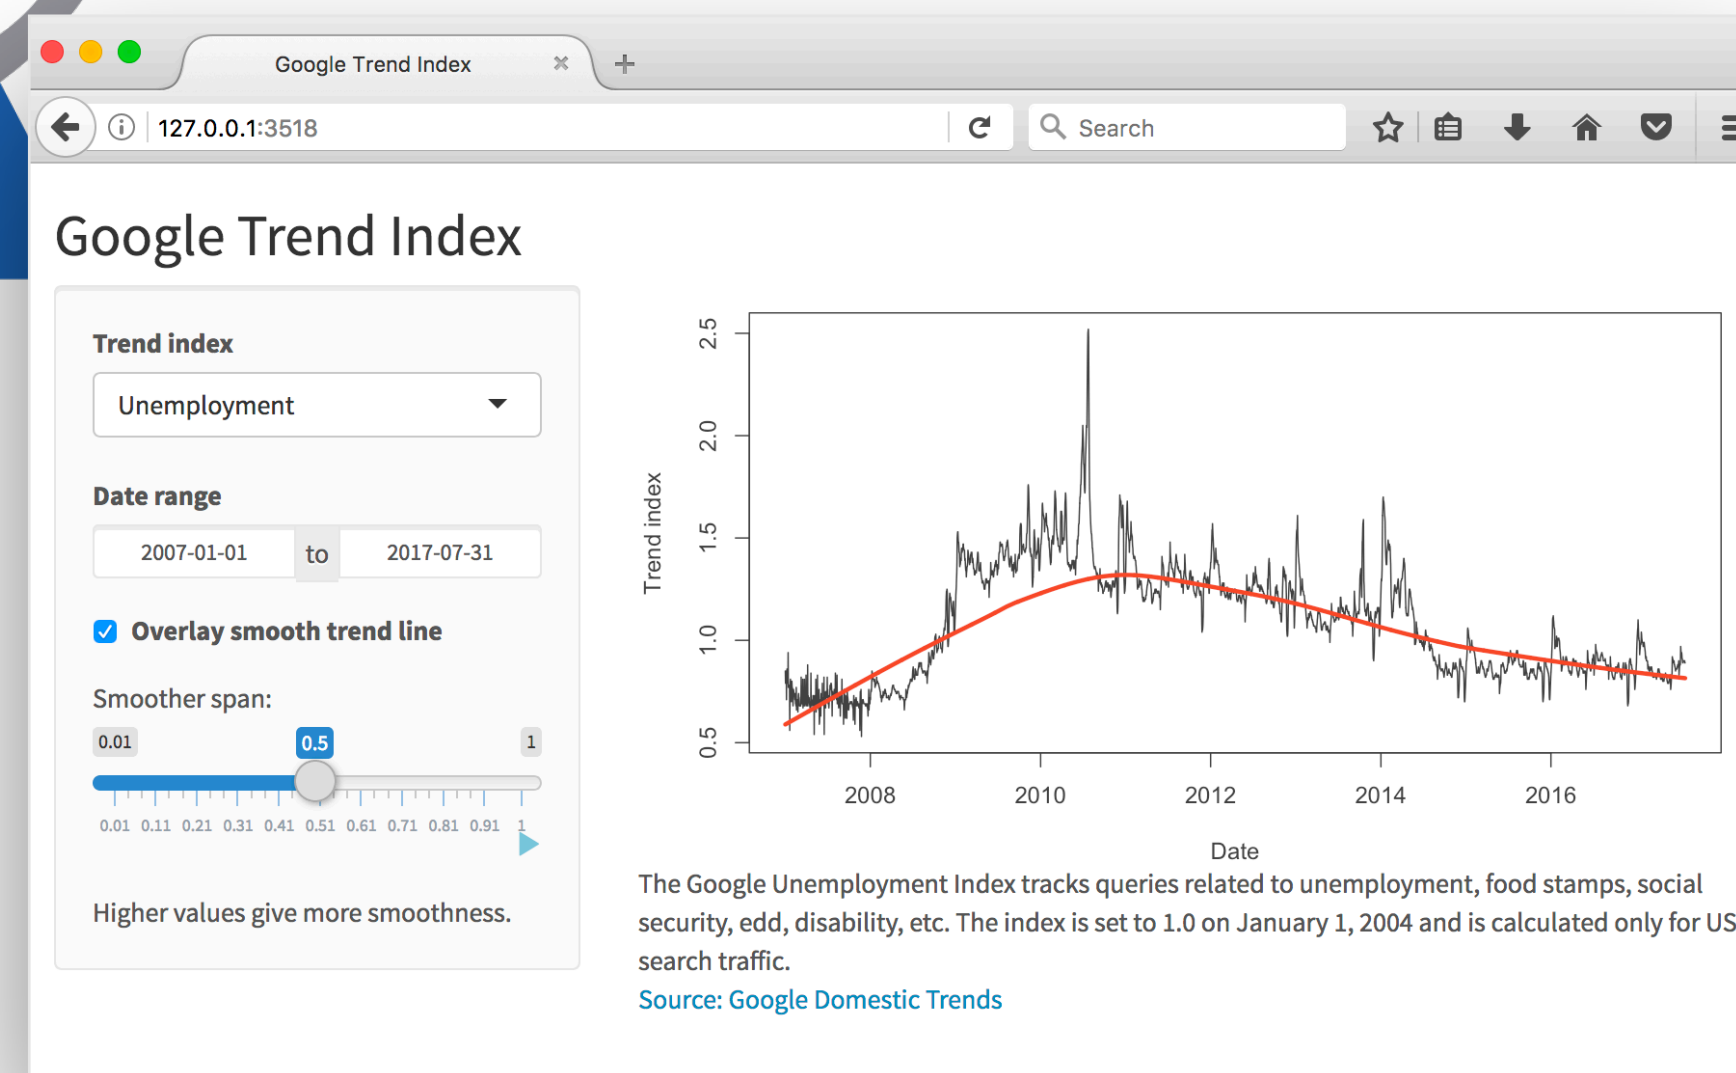 Google Trend Index
127.0.0.1:3518
Search
Google Trend Index
Trend index
Unemployment
Date range
2007-01-01 to 2017-07-31
Overlay smooth trend line
Smoother span:
0.01 0.5 1
0.01 0.11 0.21 0.31 0.41 0.51 0.61 0.71 0.81 0.91 1
Higher values give more smoothness.
Trend index
2.5
2.0
1.5
1.0
0.5
2008 2010 2012 2014 2016
Date
The Google Unemployment Index tracks queries related to unemployment, food stamps, social
security, edd, disability, etc. The index is set to 1.0 on January 1, 2004 and is calculated only for US
search traffic.
Source: Google Domestic Trends